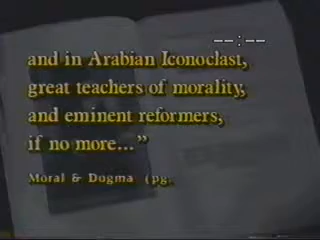 --:--
and in Arabian Iconoclast,
great teachers of morality,
and eminent reformers,
if no more..."
Moral & Dogma (pg.